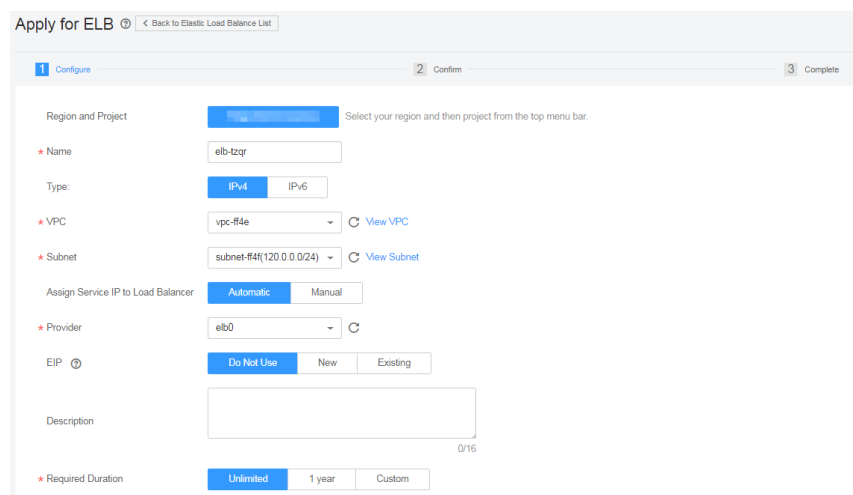 Apply for ELB ? < Back to Elastic Load Balance List
1 Configure 2 Confirm 3 Complete
Region and Project Select your region and then project from the top menu bar.
* Name elb-tzqr
Type: IPv4 IPv6
* VPC vpc-ff4e View VPC
* Subnet subnet-ff4f(120.0.0.0/24) View Subnet
Assign Service IP to Load Balancer Automatic Manual
* Provider elb0
EIP ? Do Not Use New Existing
Description
0/16
* Required Duration Unlimited 1 year Custom